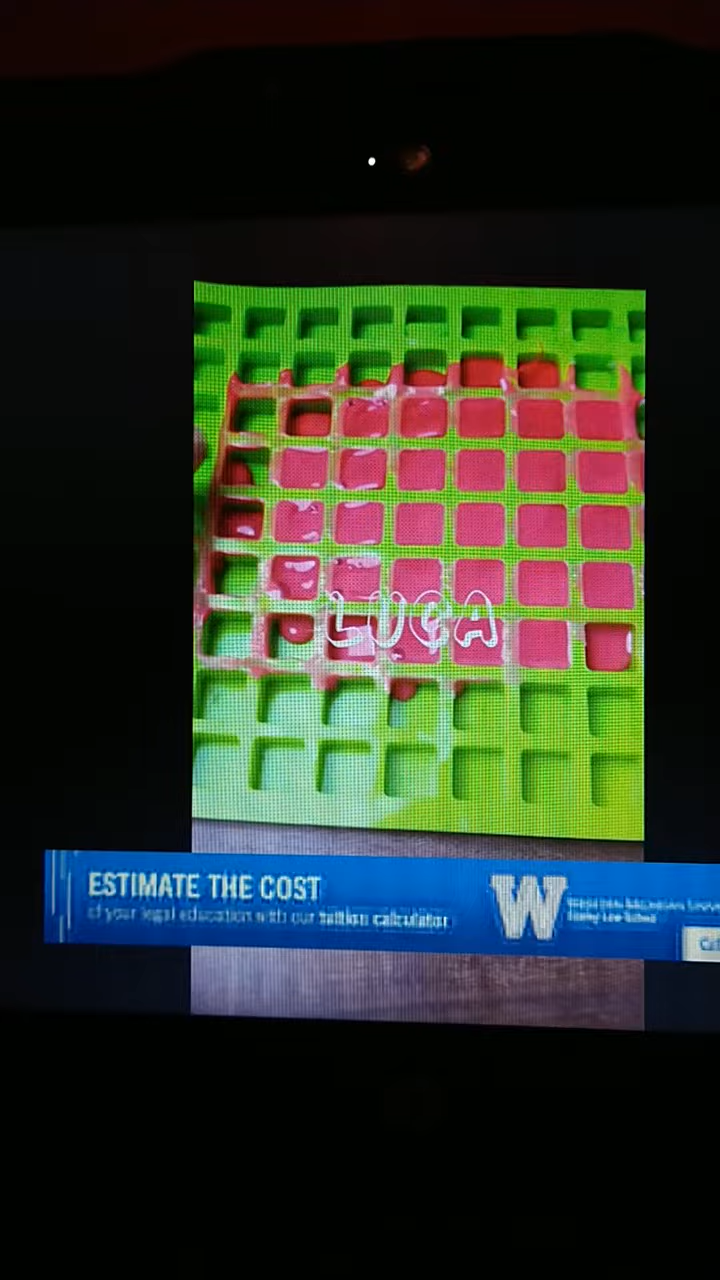 LUCA
ESTIMATE THE COST
of your legal education with our tuition calculator
W